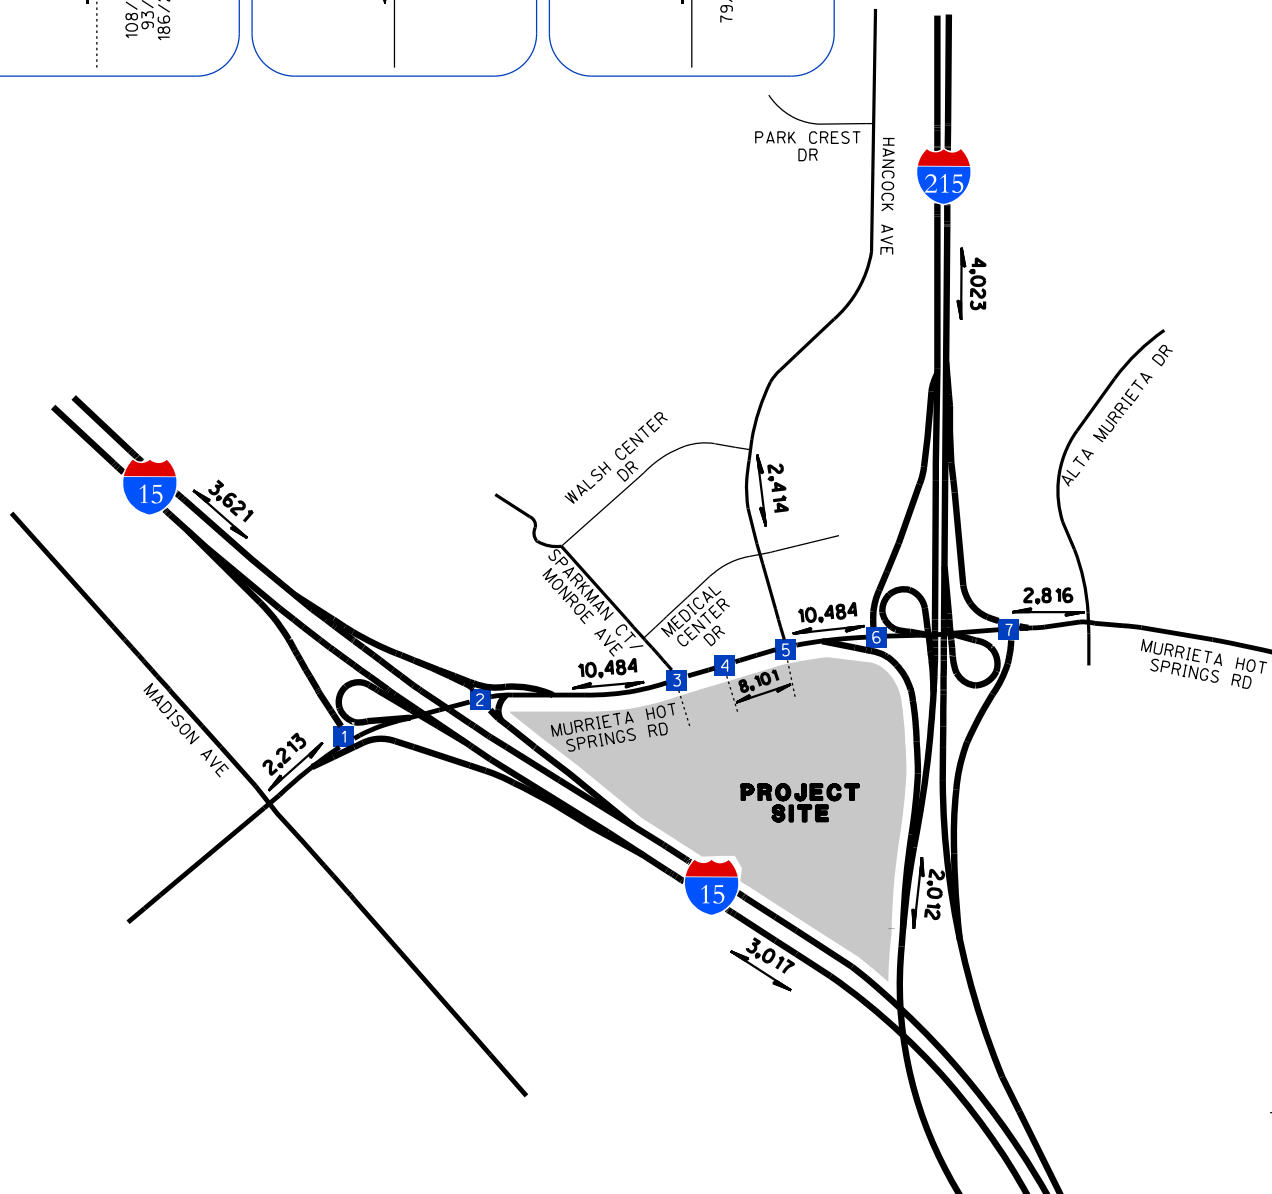 108/
93/
PARK CREST
DR
HANCOCK AVE
215
4,023
ALTA MURRIETA DR
WALSH CENTER
DR
2,414
15
3,621
SPARKMAN CT/
MONROE AVE
MEDICAL
CENTER
DR
10,484
2,816
6
7
5
4
3
10,484
8,101
MURRIETA HOT
SPRINGS RD
2
1
MURRIETA HOT
SPRINGS RD
MADISON AVE
2,213
PROJECT
SITE
15
2,012
3,017